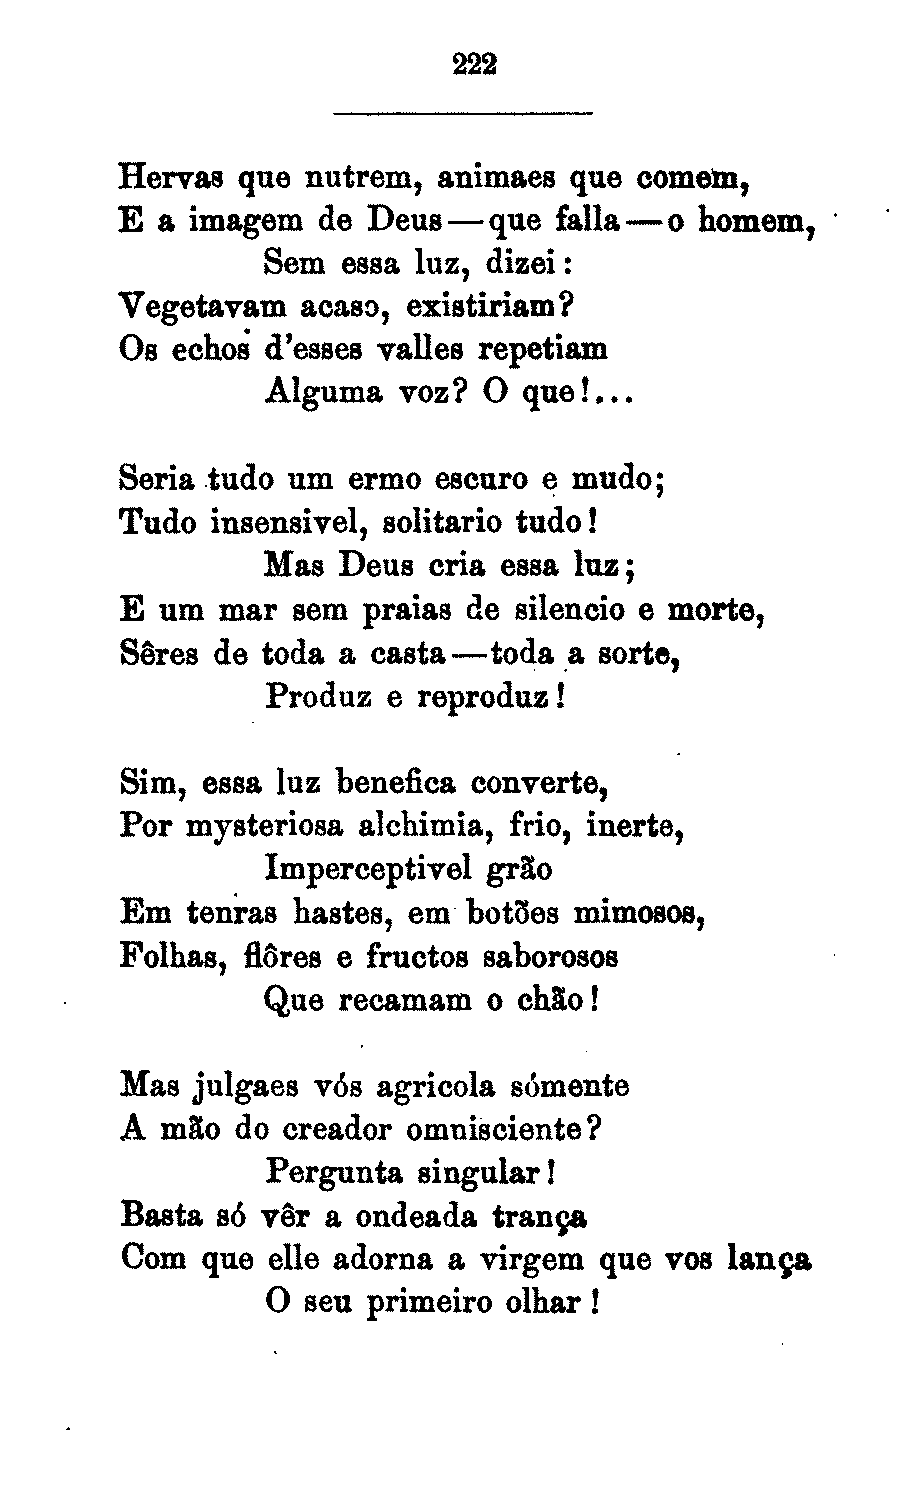 222
Hervas que nutrem, animaes que comem,
E a imagem de Deus—que falla—o homem,
Sem essa luz, dizei:
Vegetavam acaso, existiriam?
Os echos d'esses valles repetiam
Alguma voz? O que!...
Seria tudo um ermo escuro e mudo;
Tudo insensivel, solitario tudo!
Mas Deus cria essa luz;
E um mar sem praias de silencio e morte,
Sêres de toda a casta—toda a sorte,
Produz e reproduz!
Sim, essa luz benefica converte,
Por mysteriosa alchimia, frio, inerte,
Imperceptivel grão
Em tenras hastes, em botões mimosos,
Folhas, flôres e fructos saborosos
Que recamam o chão!
Mas julgaes vós agricola sómente
A mão do creador omnisciente?
Pergunta singular!
Basta só vêr a ondeada trança
Com que elle adorna a virgem que vos lança
O seu primeiro olhar!